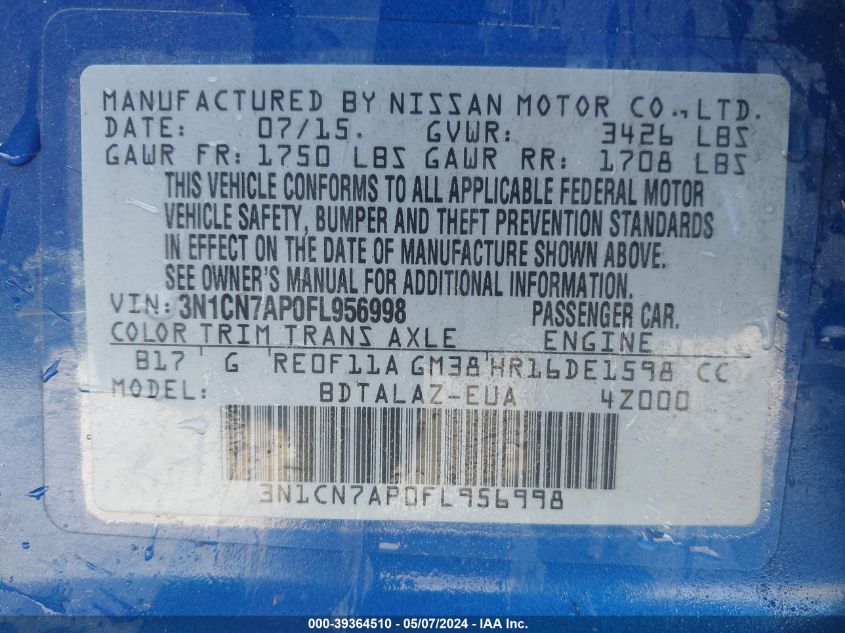 MANUFACTURED BY NISSAN MOTOR CO.,LTD.
DATE: 07/15. GVWR: 3426 LBS
GAWR FR: 1750 LBS GAWR RR: 1708 LBS
THIS VEHICLE CONFORMS TO ALL APPLICABLE FEDERAL MOTOR
VEHICLE SAFETY, BUMPER AND THEFT PREVENTION STANDARDS
IN EFFECT ON THE DATE OF MANUFACTURE SHOWN ABOVE.
SEE OWNER'S MANUAL FOR ADDITIONAL INFORMATION.
VIN: 3N1CN7AP0FL956998 PASSENGER CAR.
COLOR TRIM TRANS AXLE ENGINE
B17 G RE0F11A GM38 HR16DE1598 CC
MODEL: BDTALAZ-EUA 4Z000
3N1CN7AP0FL956998
000-39364510 - 05/07/2024 - IAA Inc.